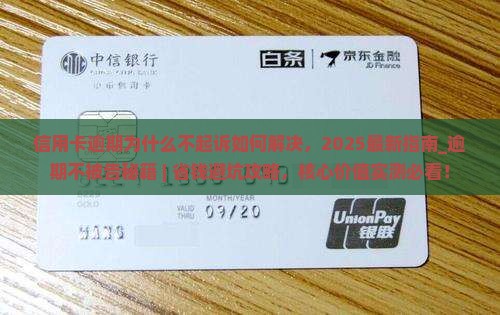 中信银行
白条
京东金融
JD Finance
信用卡逾期为什么不起诉如何解决，2025最新指南_逾
期不被告秘籍 | 省钱避坑攻略，核心价值实测必看！
VALID
THRU
09/20
WANG
UnionPay
银联